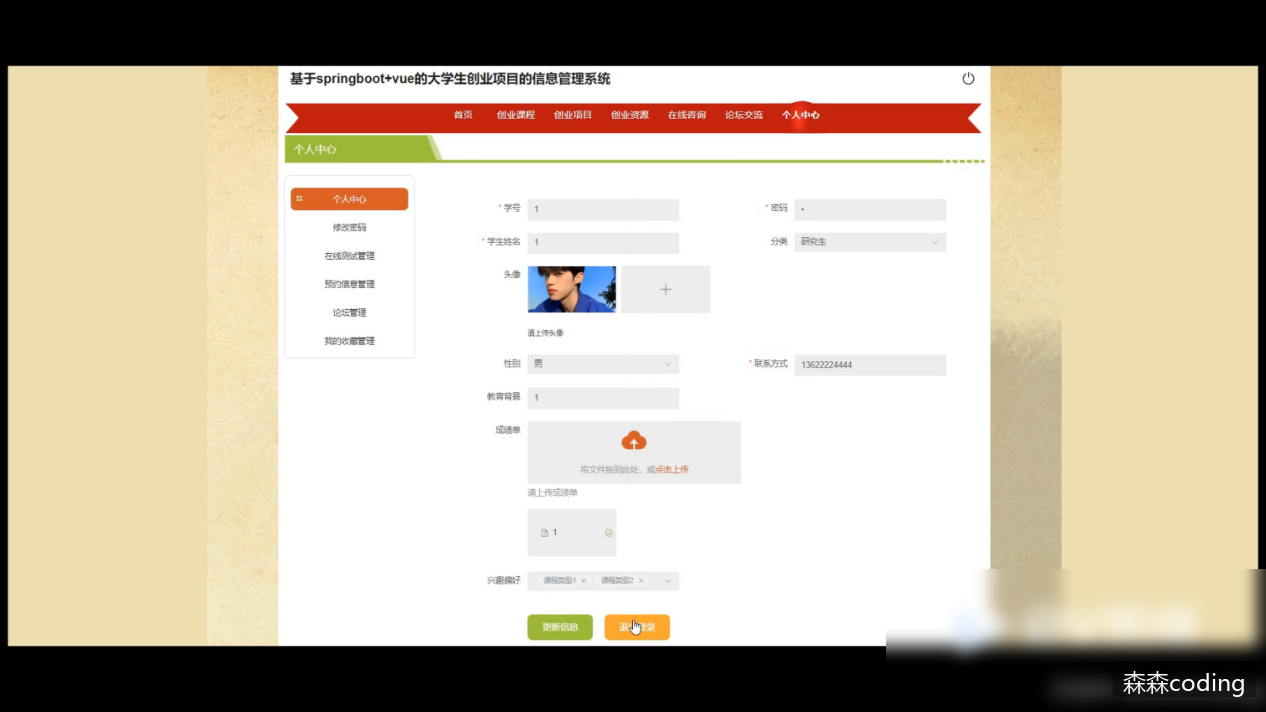 基于springboot+vue的大学生创业项目的信息管理系统
首页 创业课程 创业项目 创业资源 在线咨询 论坛交流 个人中心
个人中心
个人中心
修改密码
在线测试管理
预约信息管理
论坛管理
我的收藏管理
* 学号 1 * 密码 •
* 学生姓名 1 分类 研究生
头像
请上传头像
性别 男 * 联系方式 13622224444
教育背景 1
成绩单
将文件拖到此处，或点击上传
请上传成绩单
1
兴趣偏好 课程类型1 × 课程类型2 ×
更新信息
森森coding